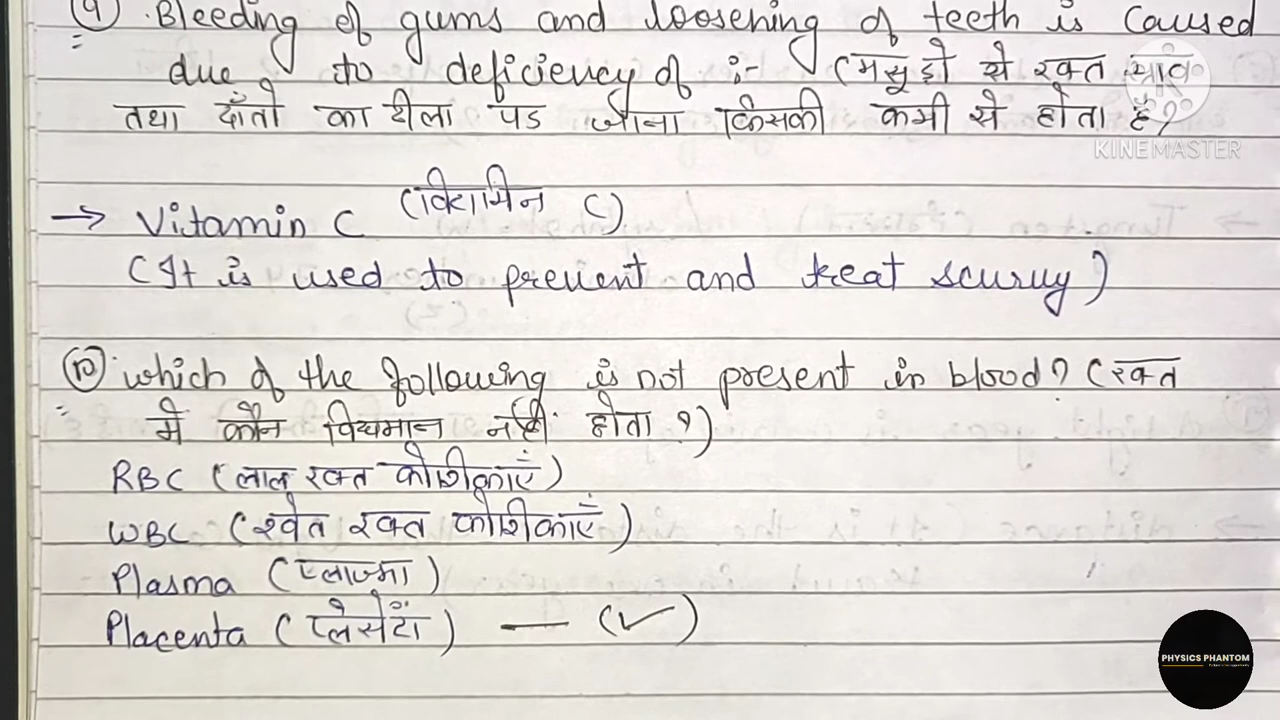 (9) Bleeding of gums and loosening of teeth is caused
due to deficiency of :- (मसूड़ो से रक्त स्राव
तथा दाँतो का ढीला पड जाना किसकी कमी से होता है?
KINEMASTER
→ Vitamin C (विटामिन C)
(It is used to prevent and treat scurvy)
(10) which of the following is not present in blood? (रक्त
मे कौन विद्यमान नही होता ?)
RBC (लाल रक्त कोशीकाएँ)
WBC (श्वेत रक्त कोशीकाएँ)
Plasma (प्लाज्मा)
Placenta (प्लेसेंटा) — (✓)
PHYSICS PHANTOM